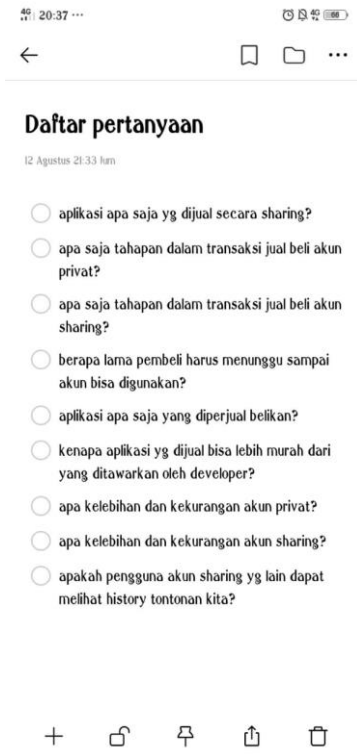 4G 20:37 ...
4G 66
Daftar pertanyaan
12 Agustus 21:33 Jum
aplikasi apa saja yg dijual secara sharing?
apa saja tahapan dalam transaksi jual beli akun
privat?
apa saja tahapan dalam transaksi jual beli akun
sharing?
berapa lama pembeli harus menunggu sampai
akun bisa digunakan?
aplikasi apa saja yang diperjual belikan?
kenapa aplikasi yg dijual bisa lebih murah dari
yang ditawarkan oleh developer?
apa kelebihan dan kekurangan akun privat?
apa kelebihan dan kekurangan akun sharing?
apakah pengguna akun sharing yg lain dapat
melihat history tontonan kita?